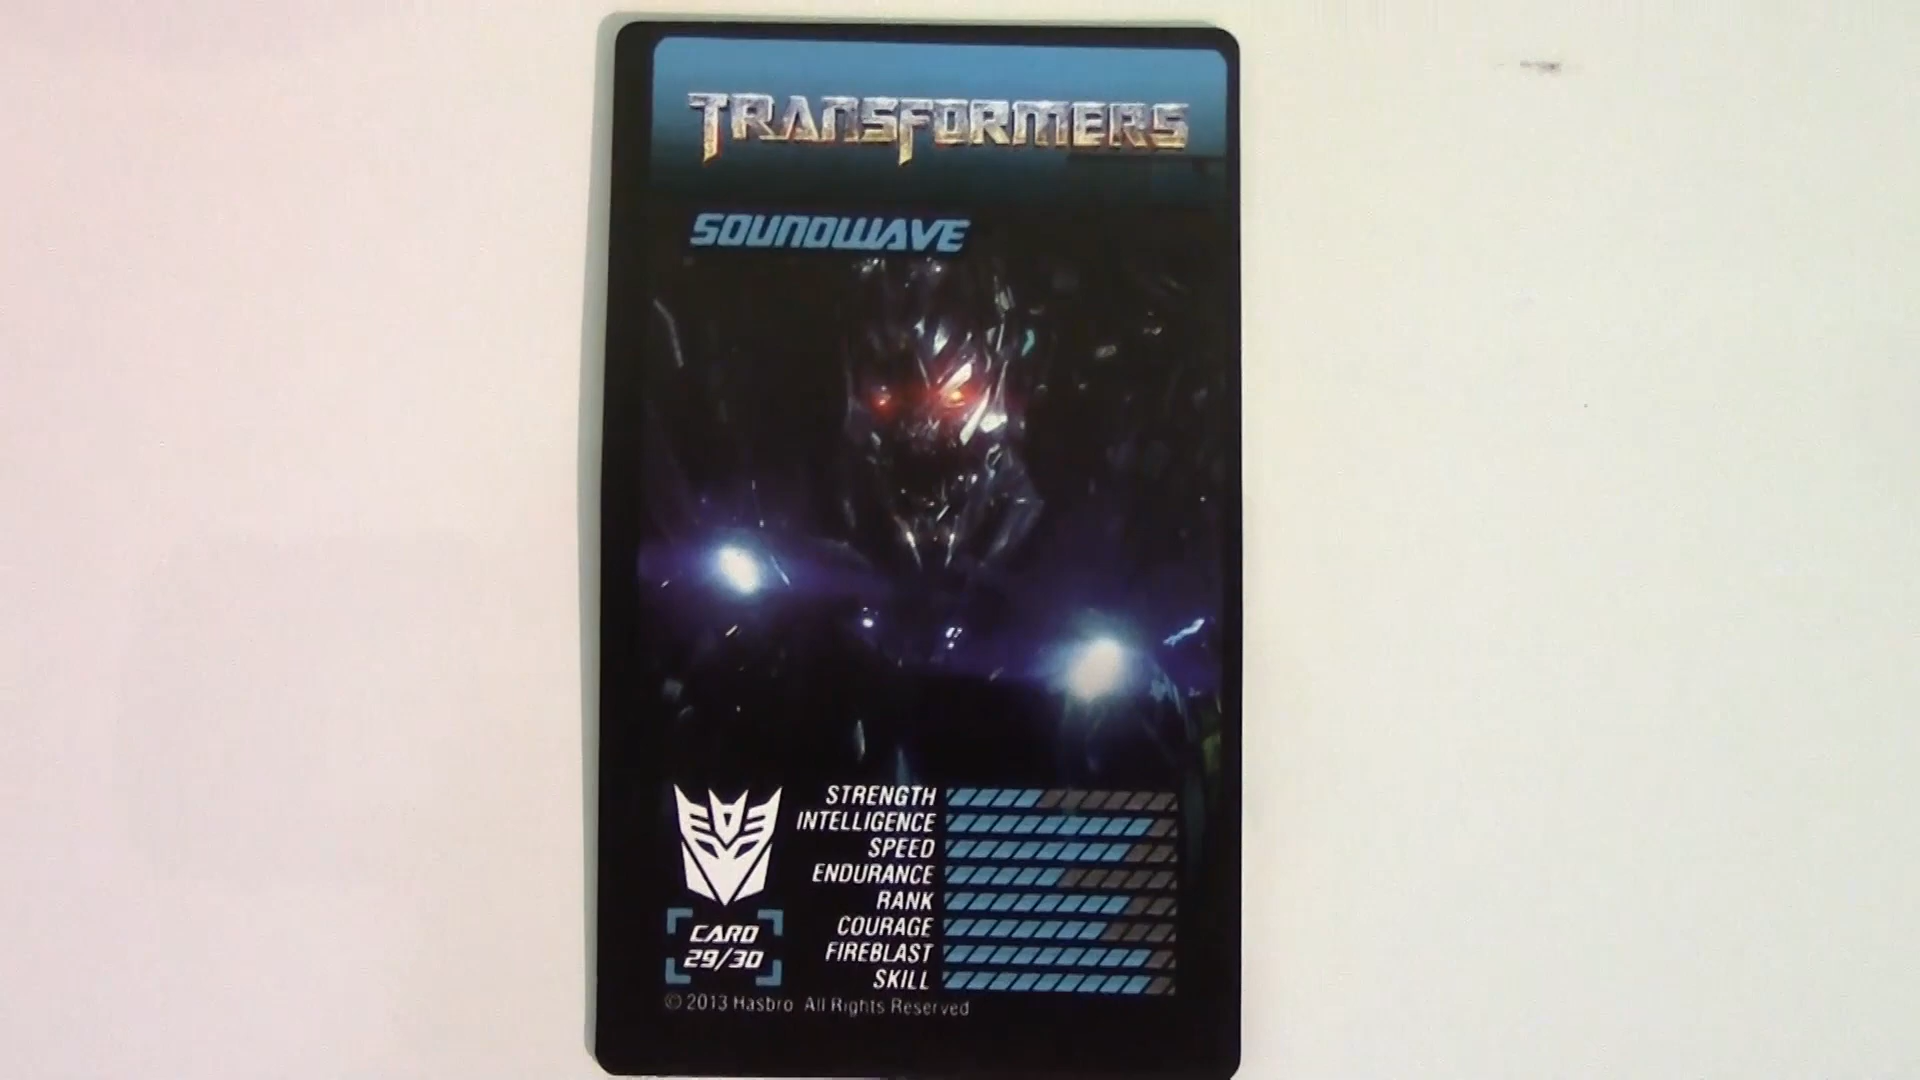 TRANSFORMERS
SOUNDWAVE
STRENGTH
INTELLIGENCE
SPEED
ENDURANCE
RANK
COURAGE
FIREBLAST
SKILL
CARD
29/30
© 2013 Hasbro All Rights Reserved